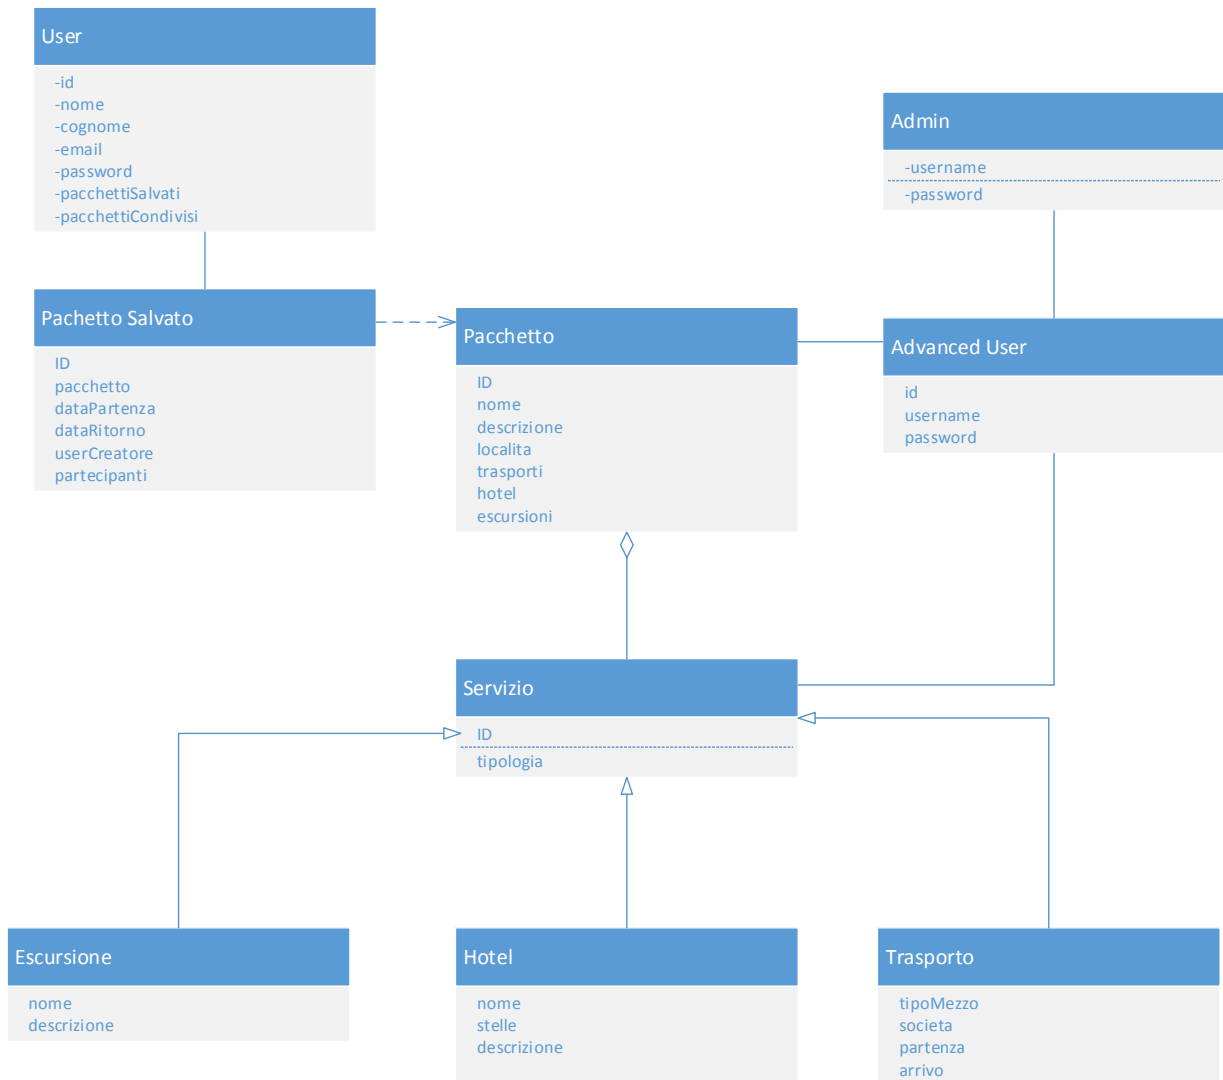 User
-id
-nome
-cognome
-email
-password
-pacchettiSalvati
-pacchettiCondivisi
Admin
-username
-password
Pachetto Salvato
ID
pacchetto
dataPartenza
dataRitorno
userCreatore
partecipanti
Pacchetto
ID
nome
descrizione
localita
trasporti
hotel
escursioni
Advanced User
id
username
password
Servizio
ID
tipologia
Escursione
nome
descrizione
Hotel
nome
stelle
descrizione
Trasporto
tipoMezzo
societa
partenza
arrivo